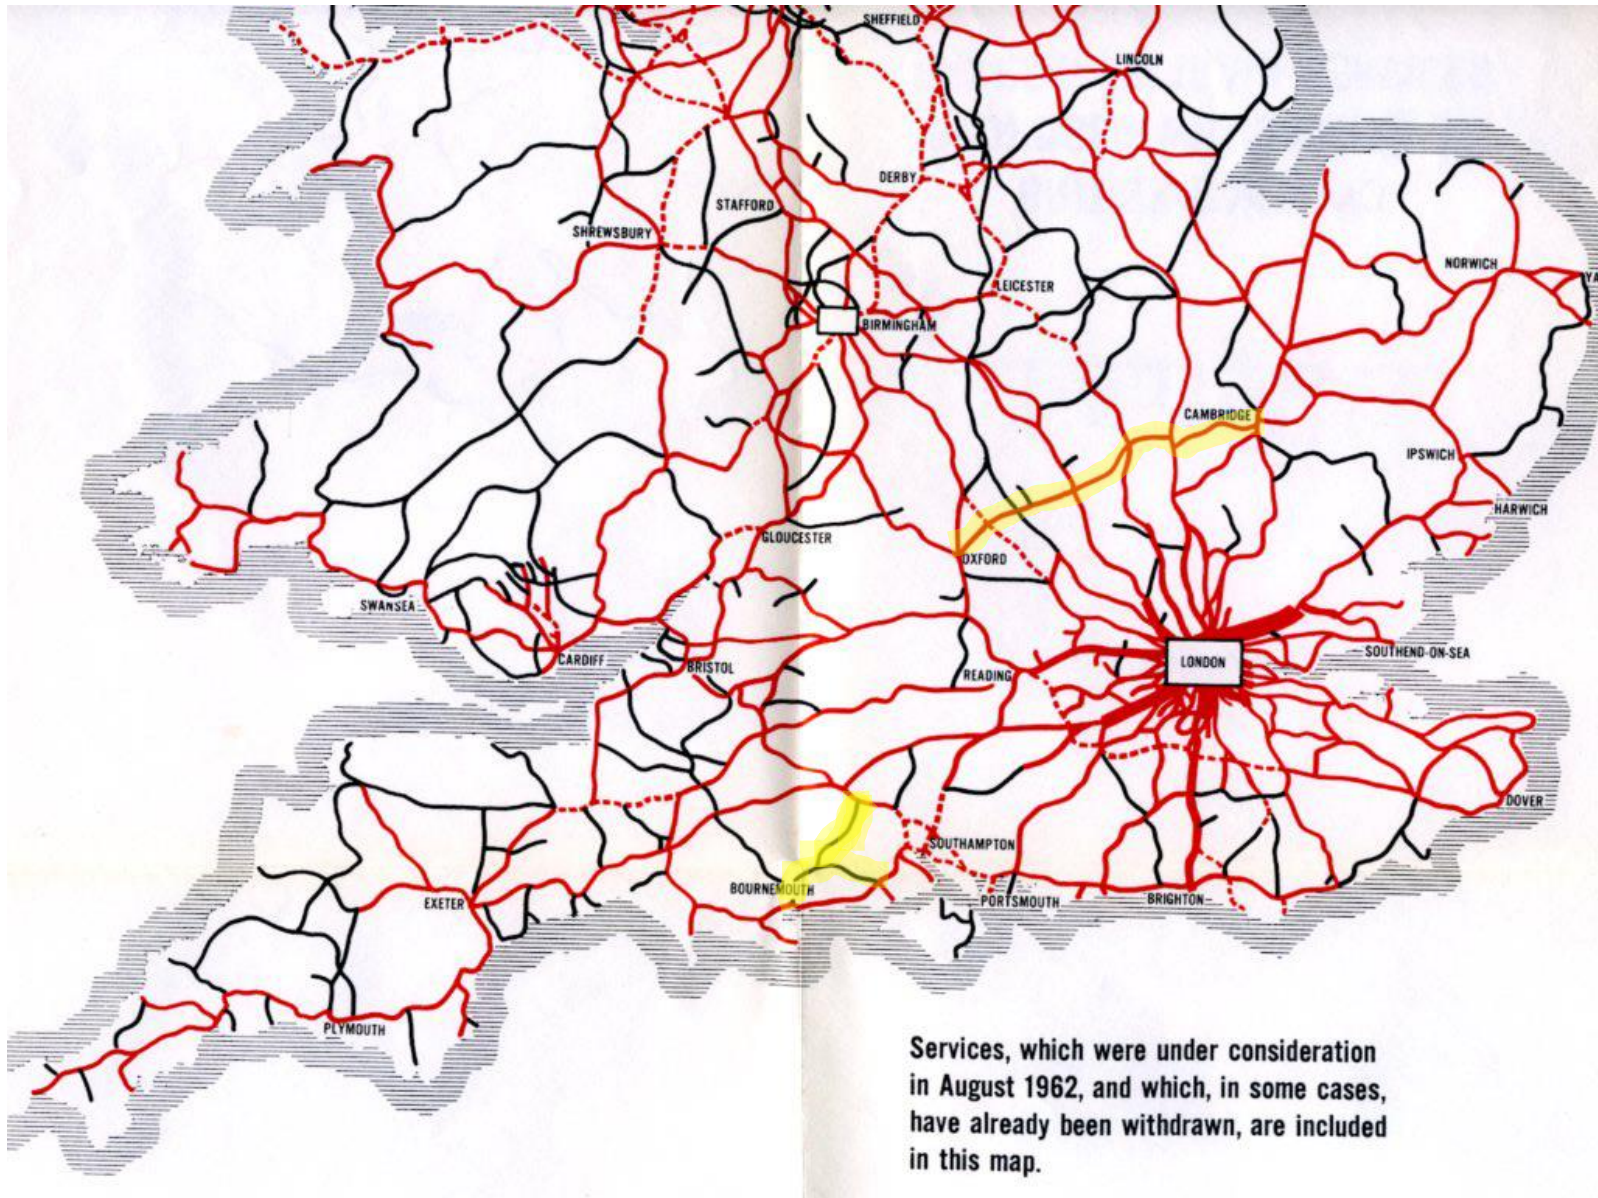 SHEFFIELD
LINCOLN
DERBY
STAFFORD
SHREWSBURY
NORWICH
YA
LEICESTER
BIRMINGHAM
CAMBRIDGE
IPSWICH
HARWICH
GLOUCESTER
OXFORD
SWANSEA
CARDIFF
BRISTOL
READING
LONDON
SOUTHEND-ON-SEA
DOVER
SOUTHAMPTON
BOURNEMOUTH
EXETER
PORTSMOUTH
BRIGHTON
PLYMOUTH
Services, which were under consideration
in August 1962, and which, in some cases,
have already been withdrawn, are included
in this map.